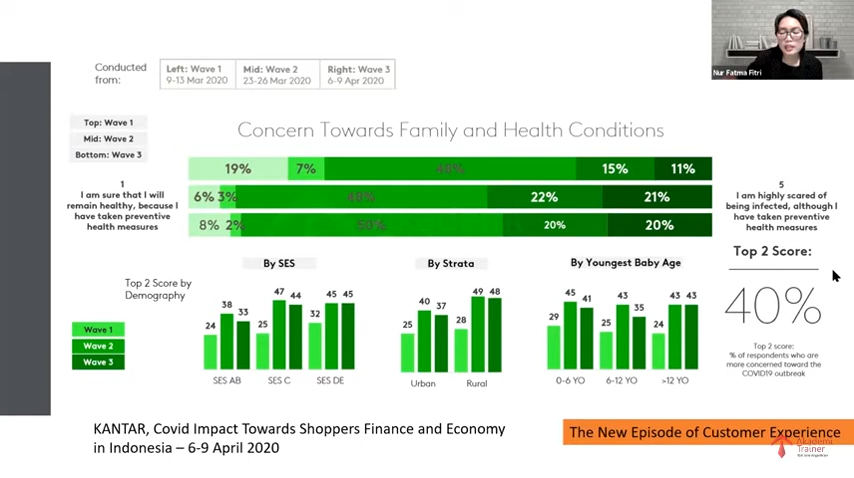 Nur Fatma Fitri
Conducted
from:
Left: Wave 1
9-13 Mar 2020
Mid: Wave 2
23-26 Mar 2020
Right: Wave 3
6-9 Apr 2020
Top: Wave 1
Mid: Wave 2
Bottom: Wave 3
Concern Towards Family and Health Conditions
1
I am sure that I will
remain healthy, because I
have taken preventive
health measures
19% 7% 15% 11%
6% 3% 48% 22% 21%
8% 2% 50% 20% 20%
5
I am highly scared of
being infected, although I
have taken preventive
health measures
Top 2 Score:
40%
Top 2 score:
% of respondents who are
more concerned toward the
COVID19 outbreak
Top 2 Score by
Demography
Wave 1
Wave 2
Wave 3
By SES
24 38 33 25 47 44 32 45 45
SES AB SES C SES DE
By Strata
25 40 37 28 49 48
Urban Rural
By Youngest Baby Age
29 45 41 25 43 35 24 43 43
0-6 YO 6-12 YO >12 YO
KANTAR, Covid Impact Towards Shoppers Finance and Economy
in Indonesia – 6-9 April 2020
The New Episode of Customer Experience
Akademi
Trainer